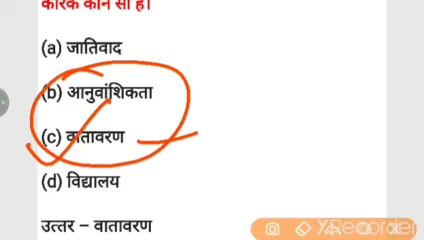 कारक कौन सा है।
(a) जातिवाद
(b) आनुवांशिकता
(c) वातावरण
(d) विद्यालय
उत्तर – वातावरण
XRecorder